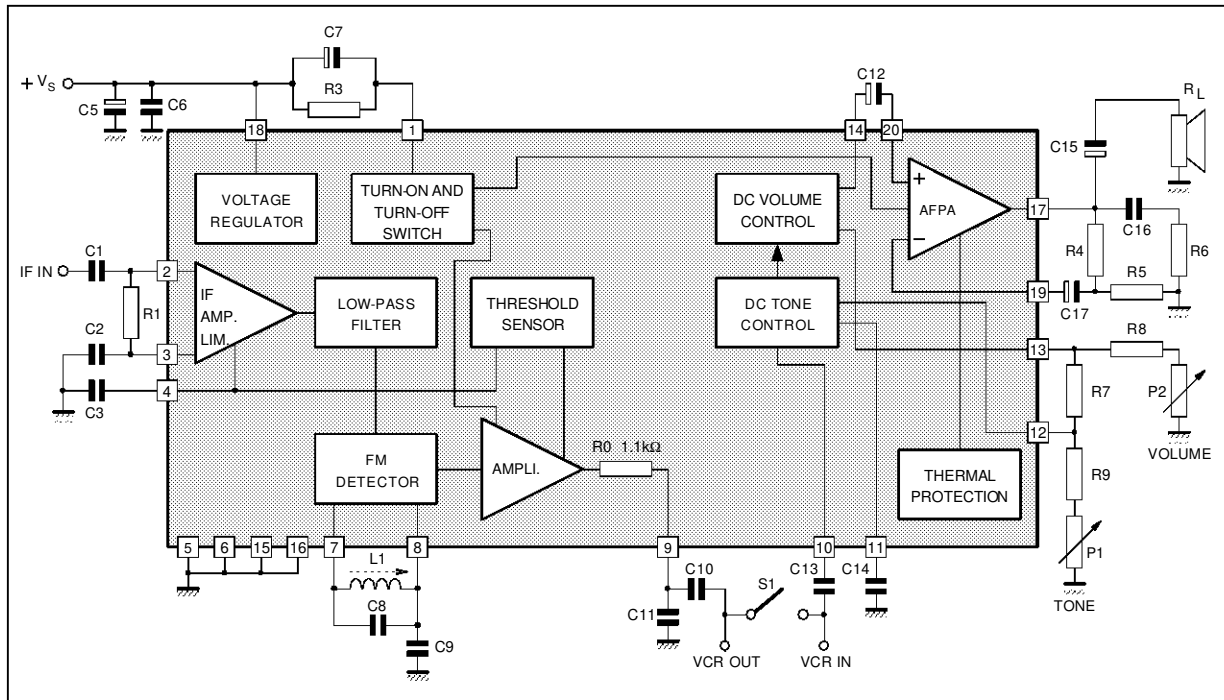 C7
+ VS
C5
C6
R3
C12
RL
18
1
14
20
C15
VOLTAGE
REGULATOR
TURN-ON AND
TURN-OFF
SWITCH
DC VOLUME
CONTROL
+
AFPA
−
17
C16
R4
R6
C1
IF IN
2
R1
IF
AMP.
LIM.
LOW-PASS
FILTER
THRESHOLD
SENSOR
DC TONE
CONTROL
19
C17
R5
C2
3
C3
4
13
R8
R7
P2
VOLUME
12
FM
DETECTOR
AMPLI.
R0 1.1kΩ
THERMAL
PROTECTION
R9
P1
TONE
5
6
15
16
7
8
9
10
11
L1
C8
C9
C10
C11
S1
C13
C14
VCR OUT
VCR IN